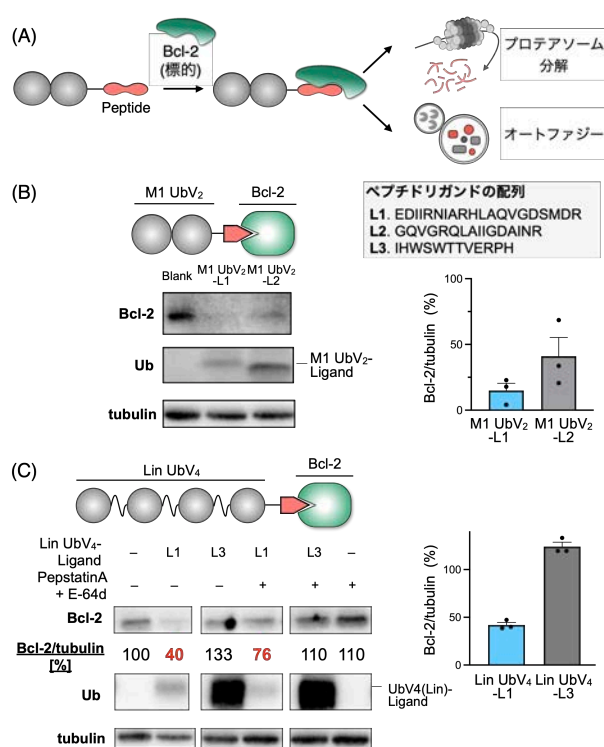 (A)
Bcl-2
(標的)
Peptide
プロテアソーム
分解
オートファジー
(B)
M1 UbV2
Bcl-2
ペプチドリガンドの配列
L1. EDIIRNIARHLAQVGDSMDR
L2. GQVGRQLAIIGDAINR
L3. IHWSWTTVERPH
Blank
M1 UbV2
-L1
M1 UbV2
-L2
Bcl-2
Ub
M1 UbV2-
Ligand
tubulin
Bcl-2/tubulin (%)
100
50
0
M1 UbV2
-L1
M1 UbV2
-L2
(C)
Lin UbV4
Bcl-2
Lin UbV4-
Ligand
– L1 L3 L1 L3 –
PepstatinA
+ E-64d
– – – + + +
Bcl-2
Bcl-2/tubulin
[%]
100 40 133 76 110 110
Ub
UbV4(Lin)-
Ligand
tubulin
Bcl-2/tubulin (%)
100
50
0
Lin UbV4
-L1
Lin UbV4
-L3